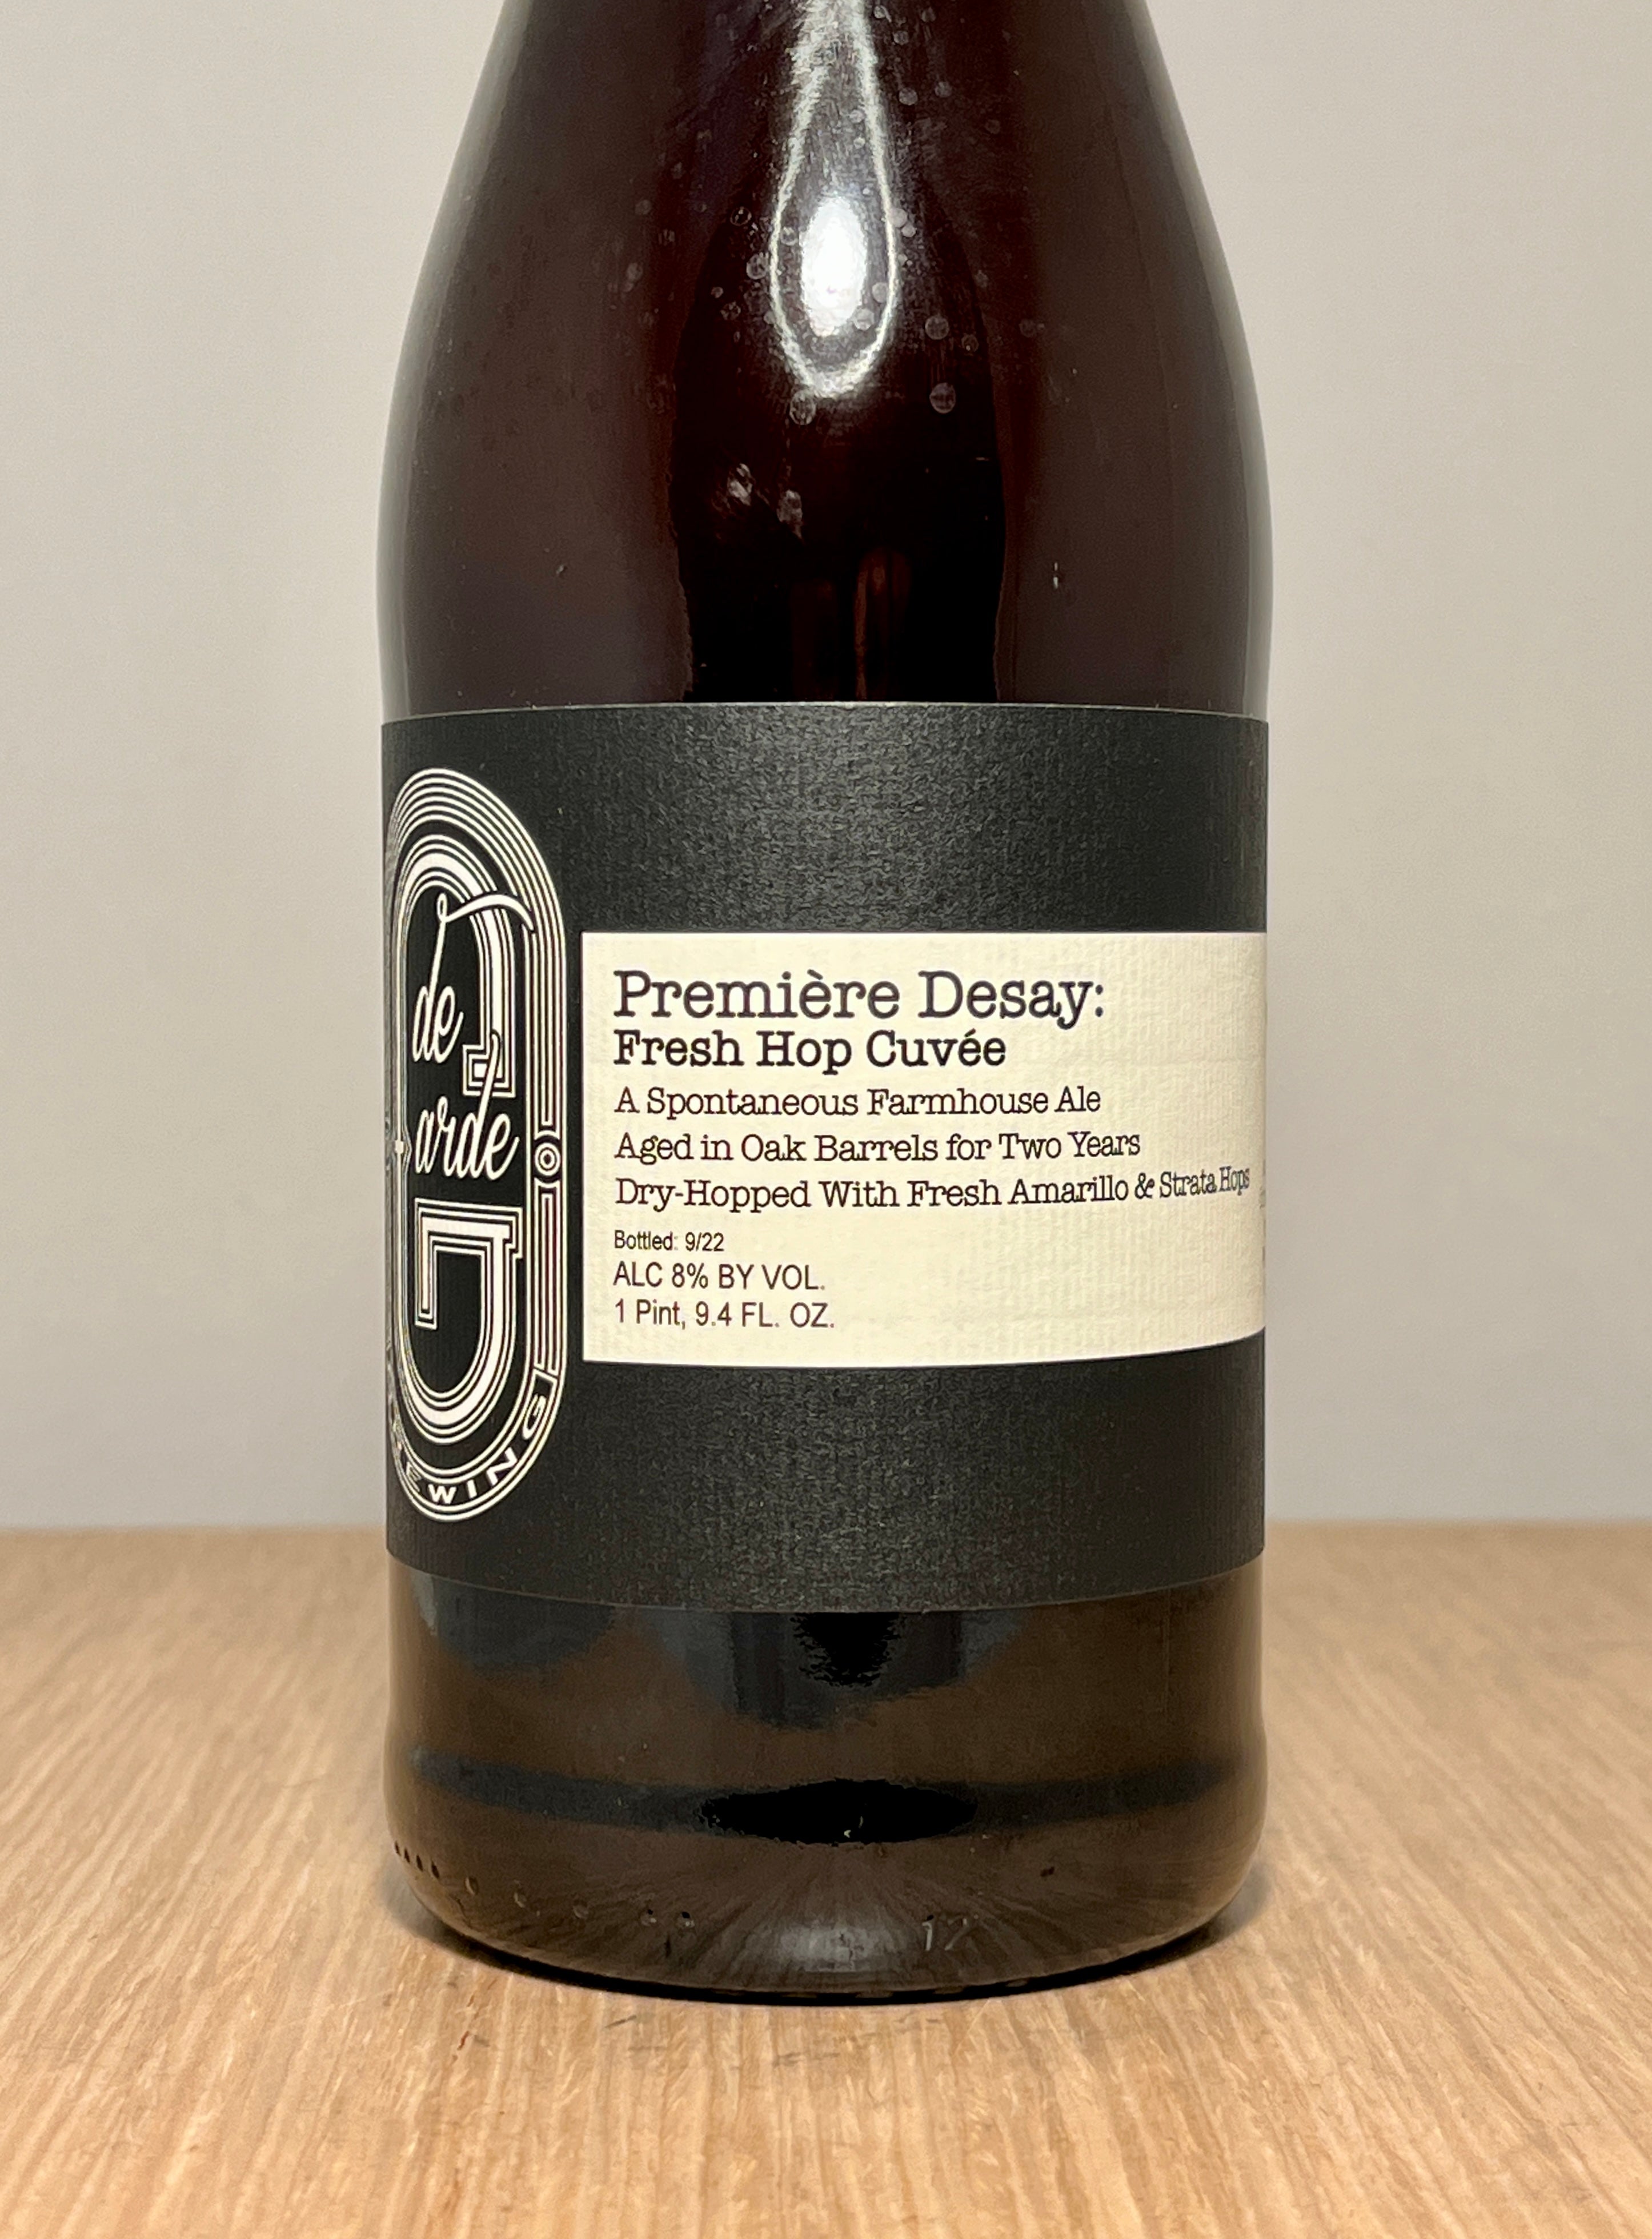 de
Garde
BREWING
Première Desay:
Fresh Hop Cuvée
A Spontaneous Farmhouse Ale
Aged in Oak Barrels for Two Years
Dry-Hopped With Fresh Amarillo & Strata Hops
Bottled: 9/22
ALC 8% BY VOL.
1 Pint, 9.4 FL. OZ.
12